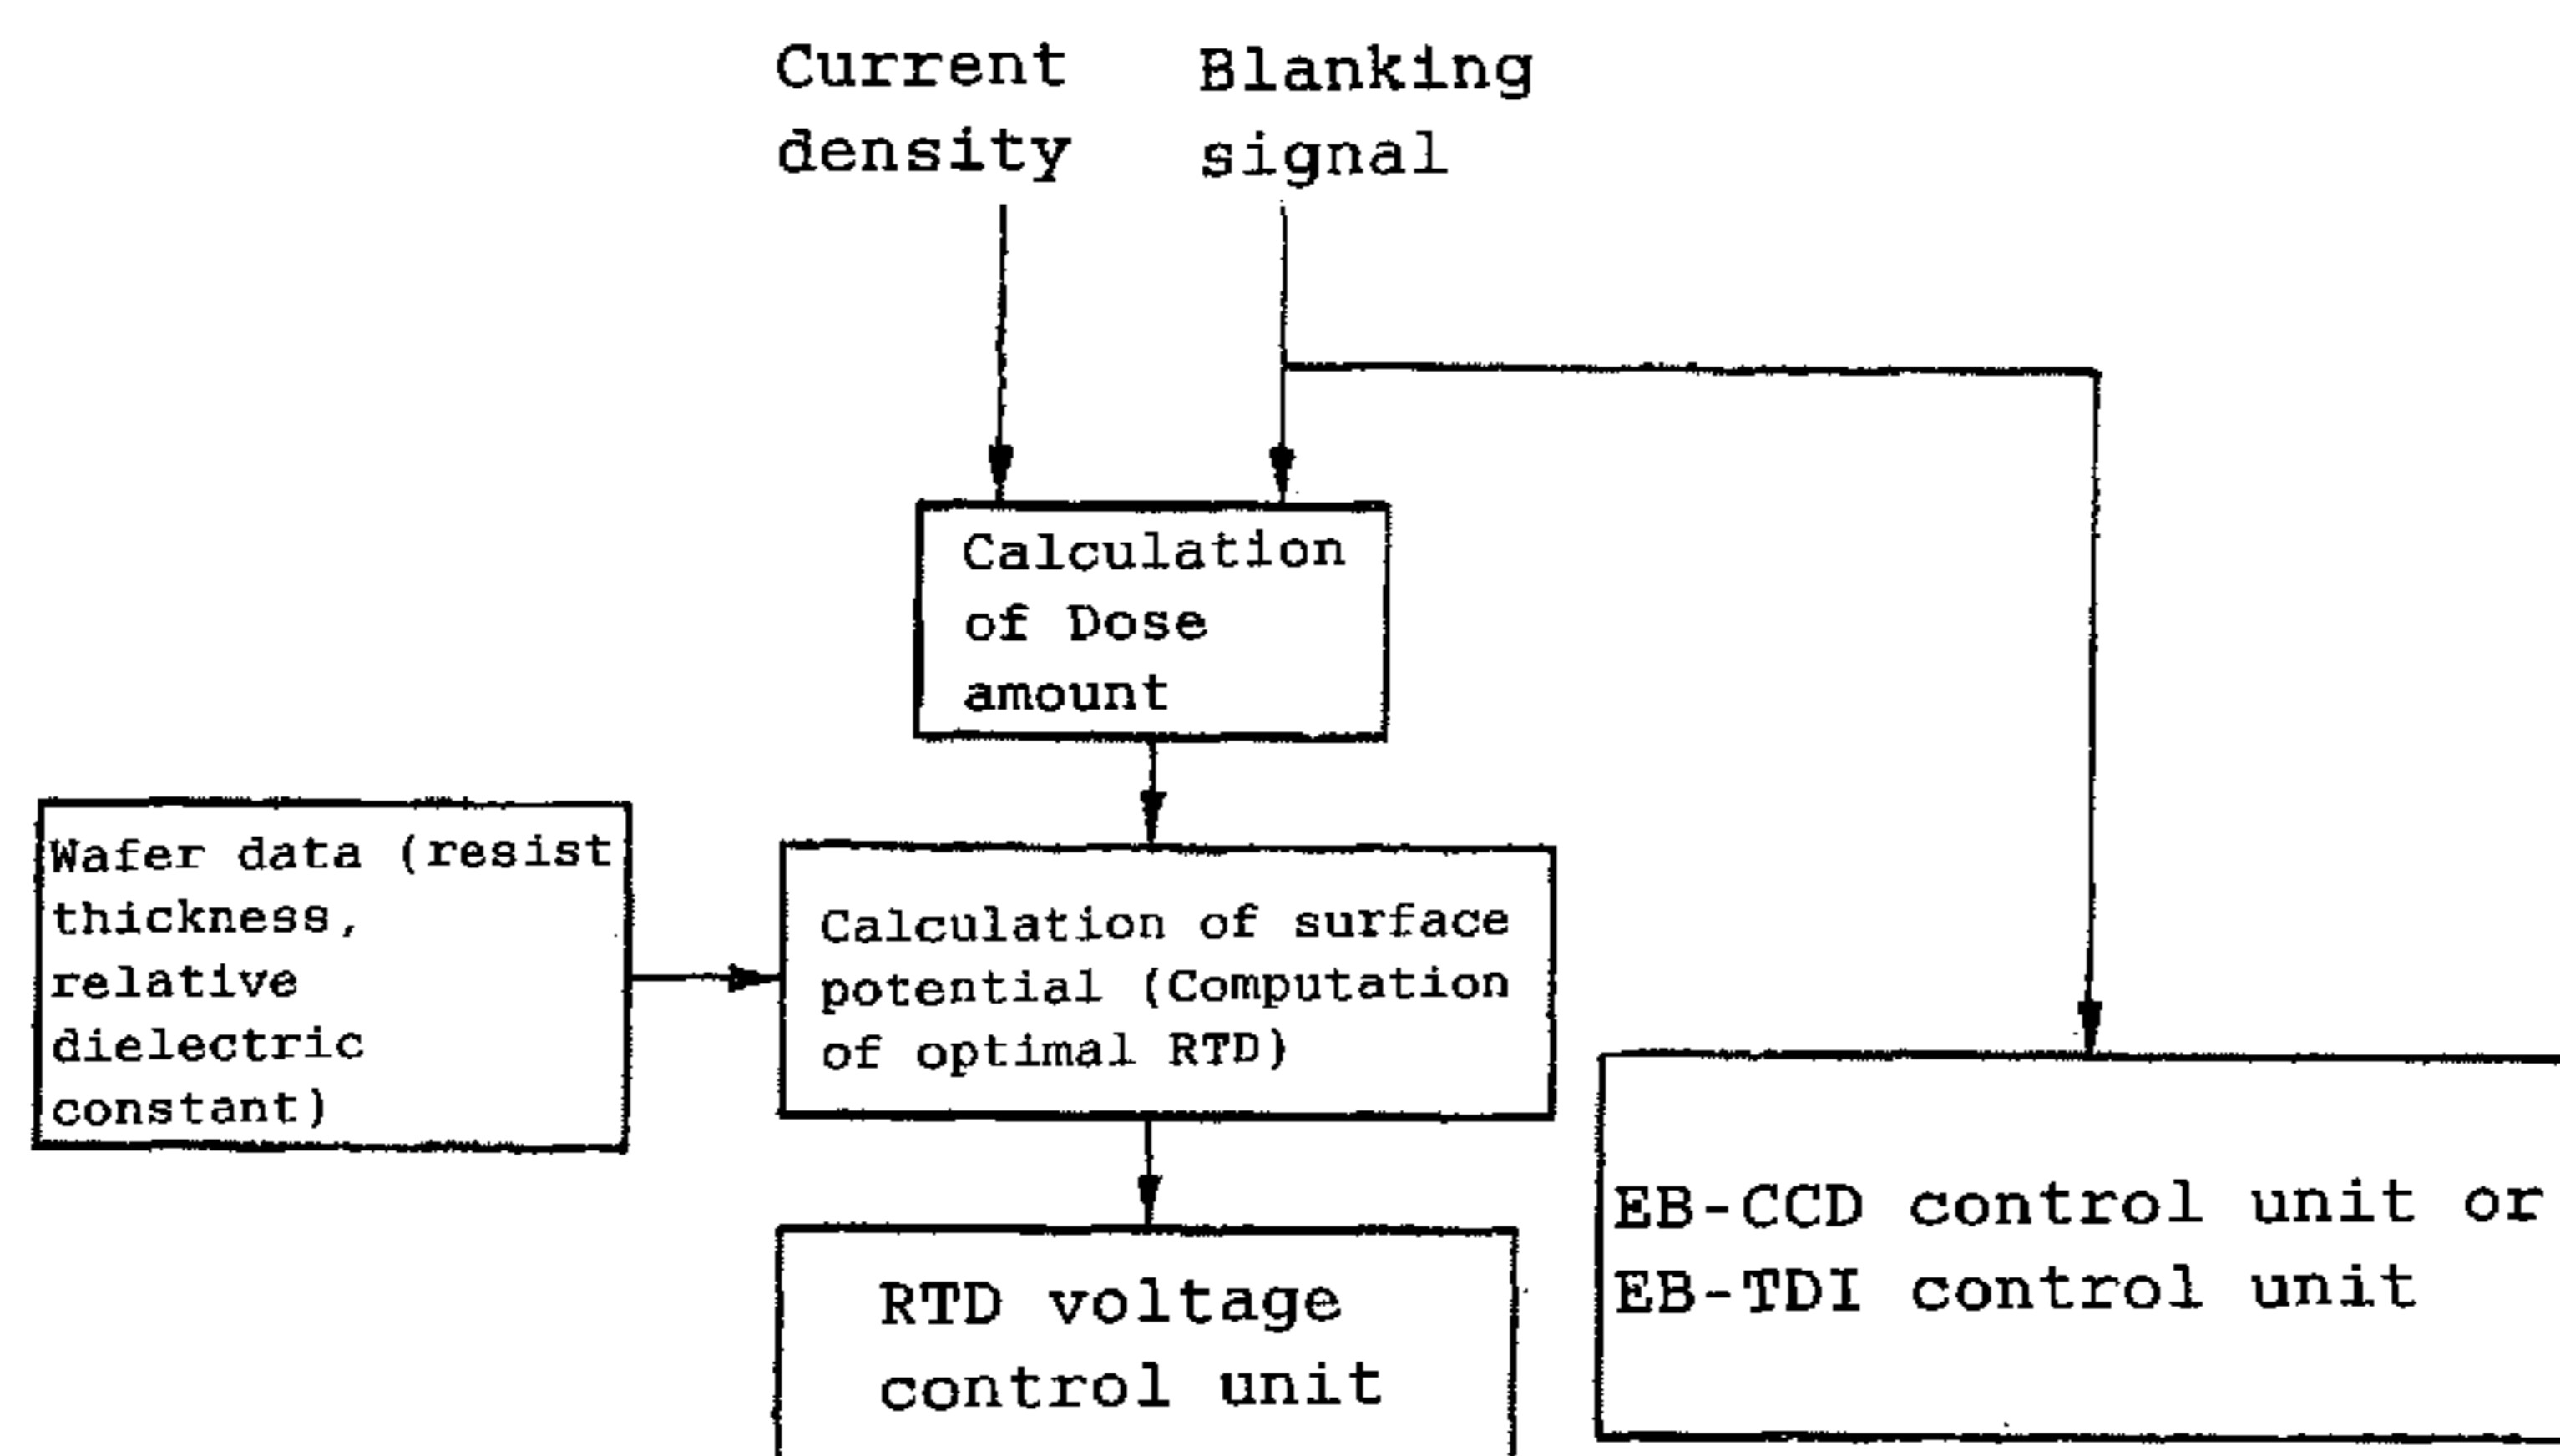 Current
density
Blanking
signal
Calculation
of Dose
amount
Wafer data (resist
thickness,
relative
dielectric
constant)
Calculation of surface
potential (Computation
of optimal RTD)
EB-CCD control unit or
EB-TDI control unit
RTD voltage
control unit